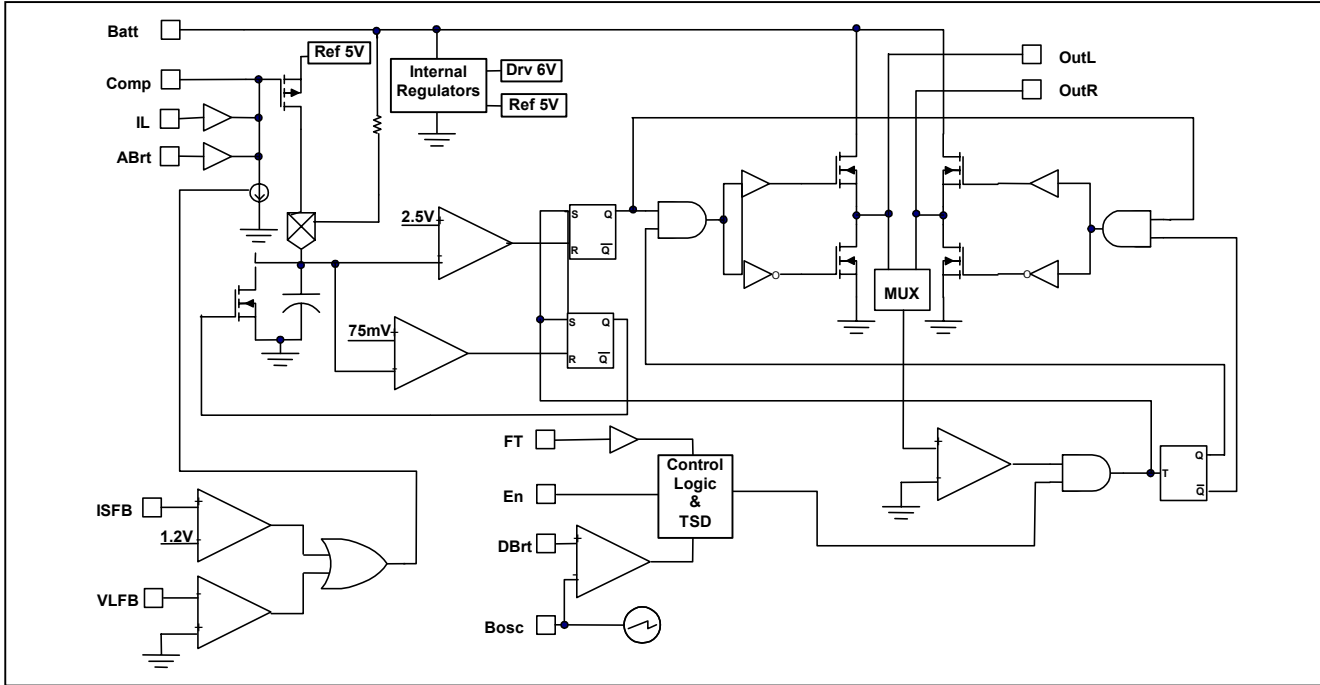 Batt
Ref 5V
Comp
IL
ABrt
Internal
Regulators
Drv 6V
Ref 5V
OutL
OutR
2.5V
+
-
S
Q
R
Q
75mV
+
-
S
Q
R
Q
MUX
FT
En
DBrt
Bosc
+
-
Control
Logic
&
TSD
+
-
T
Q
Q
ISFB
+
1.2V
-
VLFB
-
+